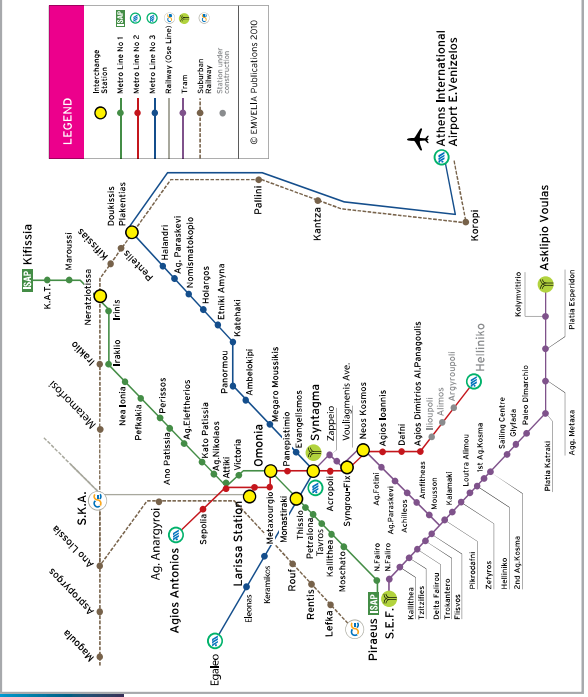 LEGEND
Interchange
Station
Metro Line No 1
ISAP
Metro Line No 2
Metro Line No 3
Railway (Ose Line)
Tram
Suburban
Railway
Station under
construction
© EMVELIA Publications 2010
Athens International
Airport E.Venizelos
Koropi
Kantza
Pallini
Doukissis
Plakentias
Pentelis
Kifissias
Neratziotissa
ISAP Kifissia
K.A.T.
Maroussi
Irinis
Iraklio
Iraklio
Metamorfosi
Nea Ionia
Pefkakia
Perissos
Ano Patissia
Ag.Eleftherios
Kato Patissia
Ag.Nikolaos
Attiki
Victoria
Omonia
Halandri
Ag. Paraskevi
Nomismatokopio
Holargos
Etniki Amyna
Katehaki
Panormou
Ambelokipi
Megaro Moussikis
Evangelismos
Syntagma
Panepistimio
Zappeio
Vouliagmenis Ave.
Neos Kosmos
Agios Ioannis
Dafni
Agios Dimitrios Al.Panagoulis
Ilioupoli
Alimos
Argyroupoli
Helliniko
Acropoli
Syngrou-Fix
Monastiraki
Thissio
Petralona
Tavros
Kallithea
Moschato
N.Faliro
Piraeus ISAP
S.E.F.
N.Faliro
S.K.A.
Ano Liossia
Aspropyrgos
Magoula
Ag. Anargyroi
Agios Antonios
Sepolia
Larissa Station
Metaxourgio
Keramikos
Eleonas
Egaleo
Rouf
Rentis
Lefka
Kallithea
Tzitzifies
Delta Falirou
Trokantero
Flisvos
Pikrodafni
Zefyros
Helliniko
2nd Ag.Kosma
Ag.Fotini
Ag.Paraskevi
Achileos
Amfitheas
Mousson
Kalamaki
Loutra Alimou
1st Ag.Kosma
Sailing Centre
Glyfada
Paleo Dimarchio
Platia Katraki
Agg. Metaxa
Platia Esperidon
Kolymvitirio
Asklipio Voulas